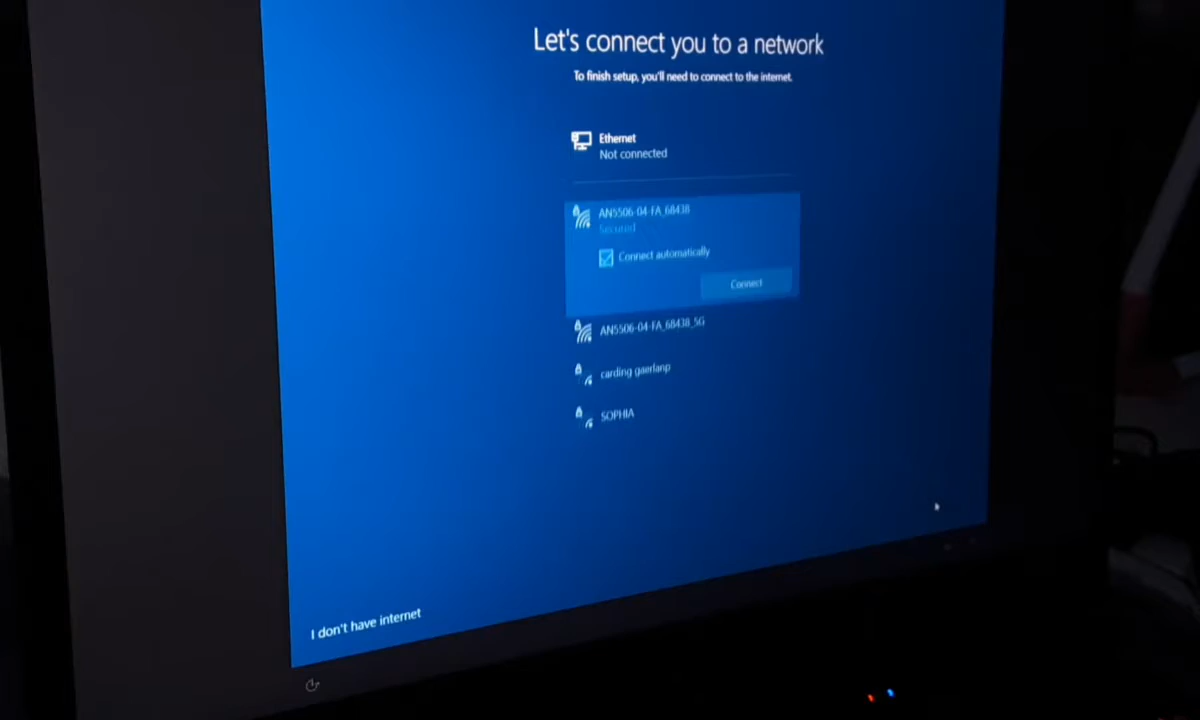 Let's connect you to a network
To finish setup, you'll need to connect to the internet.
Ethernet
Not connected
AN5506-04-FA_68438
Secured
Connect automatically
Connect
AN5506-04-FA_68438_5G
carding gaerlanp
SOPHIA
I don't have internet